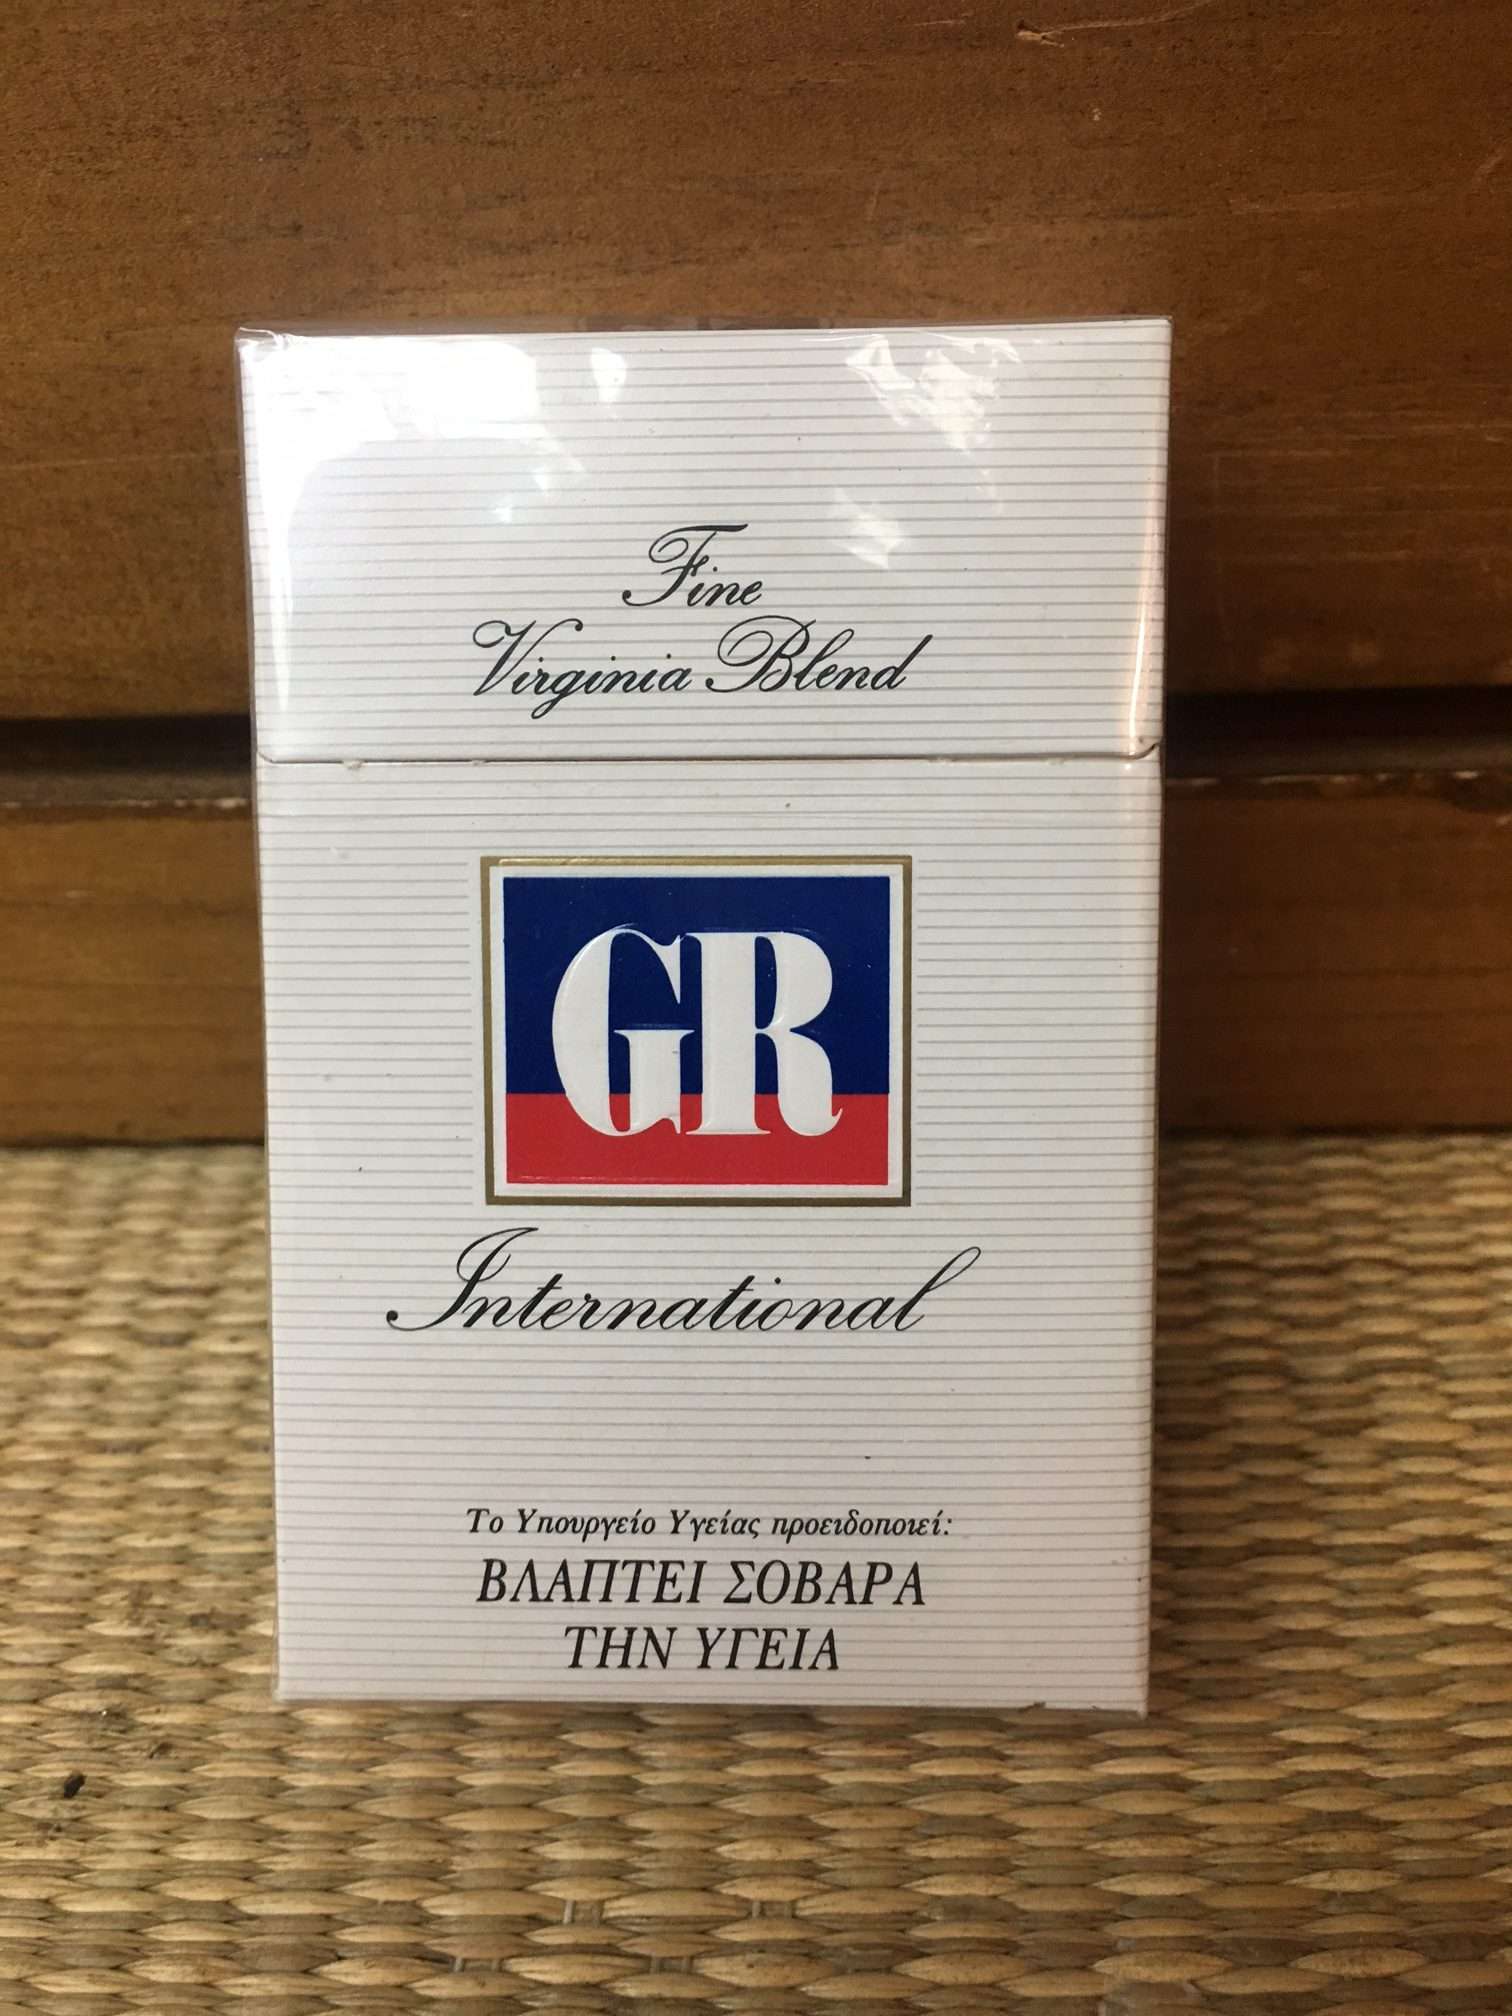 Fine
Virginia Blend
GR
International
Το Υπουργείο Υγείας προειδοποιεί:
ΒΛΑΠΤΕΙ ΣΟΒΑΡΑ
ΤΗΝ ΥΓΕΙΑ